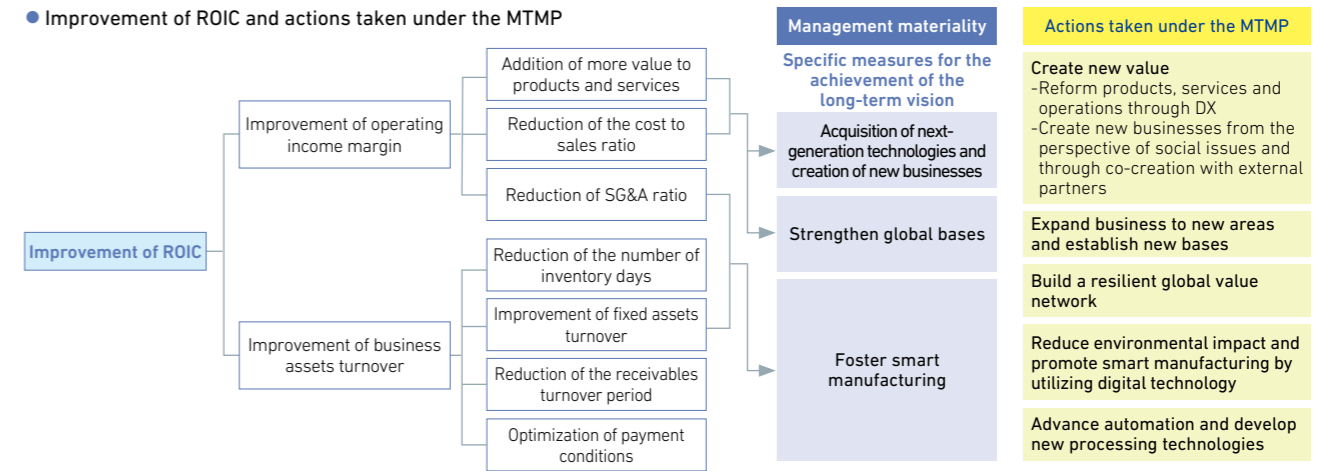 ● Improvement of ROIC and actions taken under the MTMP
Improvement of ROIC
Improvement of operating
income margin
Improvement of business
assets turnover
Addition of more value to
products and services
Reduction of the cost to
sales ratio
Reduction of SG&A ratio
Reduction of the number of
inventory days
Improvement of fixed assets
turnover
Reduction of the receivables
turnover period
Optimization of payment
conditions
Management materiality
Specific measures for the
achievement of the
long-term vision
Acquisition of next-
generation technologies and
creation of new businesses
Strengthen global bases
Foster smart
manufacturing
Actions taken under the MTMP
Create new value
-Reform products, services and
operations through DX
-Create new businesses from the
perspective of social issues and
through co-creation with external
partners
Expand business to new areas
and establish new bases
Build a resilient global value
network
Reduce environmental impact and
promote smart manufacturing by
utilizing digital technology
Advance automation and develop
new processing technologies